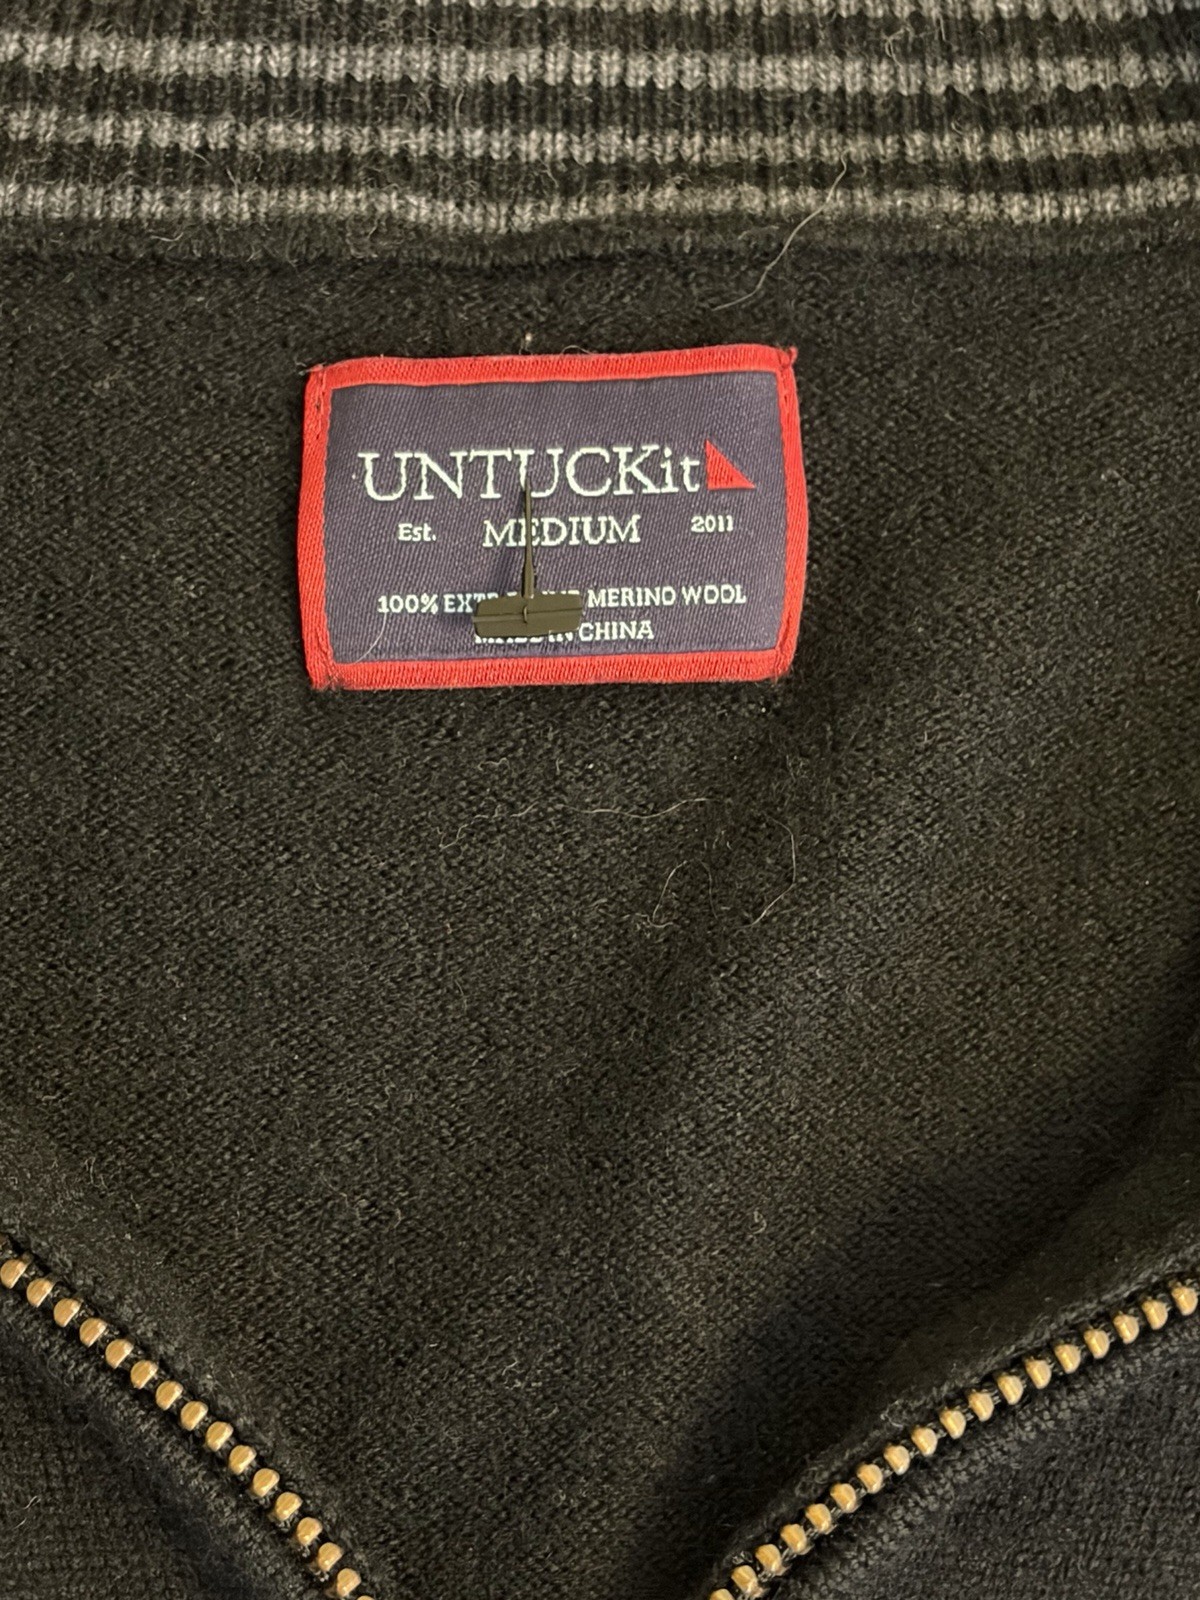 UNTUCKit
Est. MEDIUM 2011
100% MERINO WOOL
CHINA